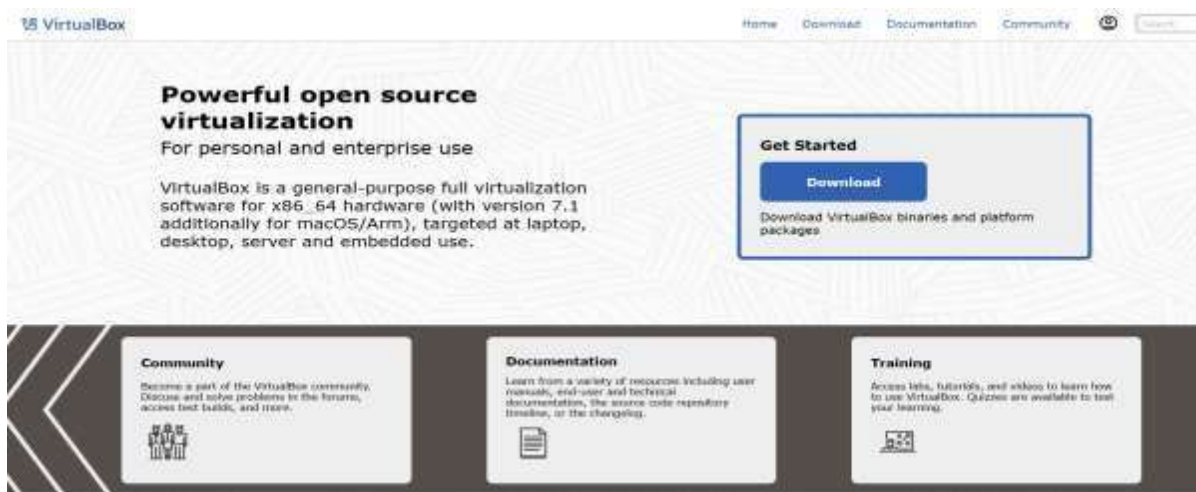 VirtualBox
Home Download Documentation Community
Powerful open source
virtualization
For personal and enterprise use
VirtualBox is a general-purpose full virtualization
software for x86_64 hardware (with version 7.1
additionally for macOS/Arm), targeted at laptop,
desktop, server and embedded use.
Get Started
Download
Download VirtualBox binaries and platform
packages
Community
Become a part of the VirtualBox community.
Discuss and solve problems in the forums,
access test builds, and more.
Documentation
Learn from a variety of resources including user
manuals, end-user and technical
documentation, the source code repository
timeline, or the changelog.
Training
Access labs, tutorials, and videos to learn how
to use VirtualBox. Quizzes are available to test
your learning.